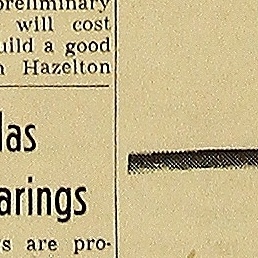 preliminary
will cost
uild a good
n Hazelton
las
arings
s are pro-